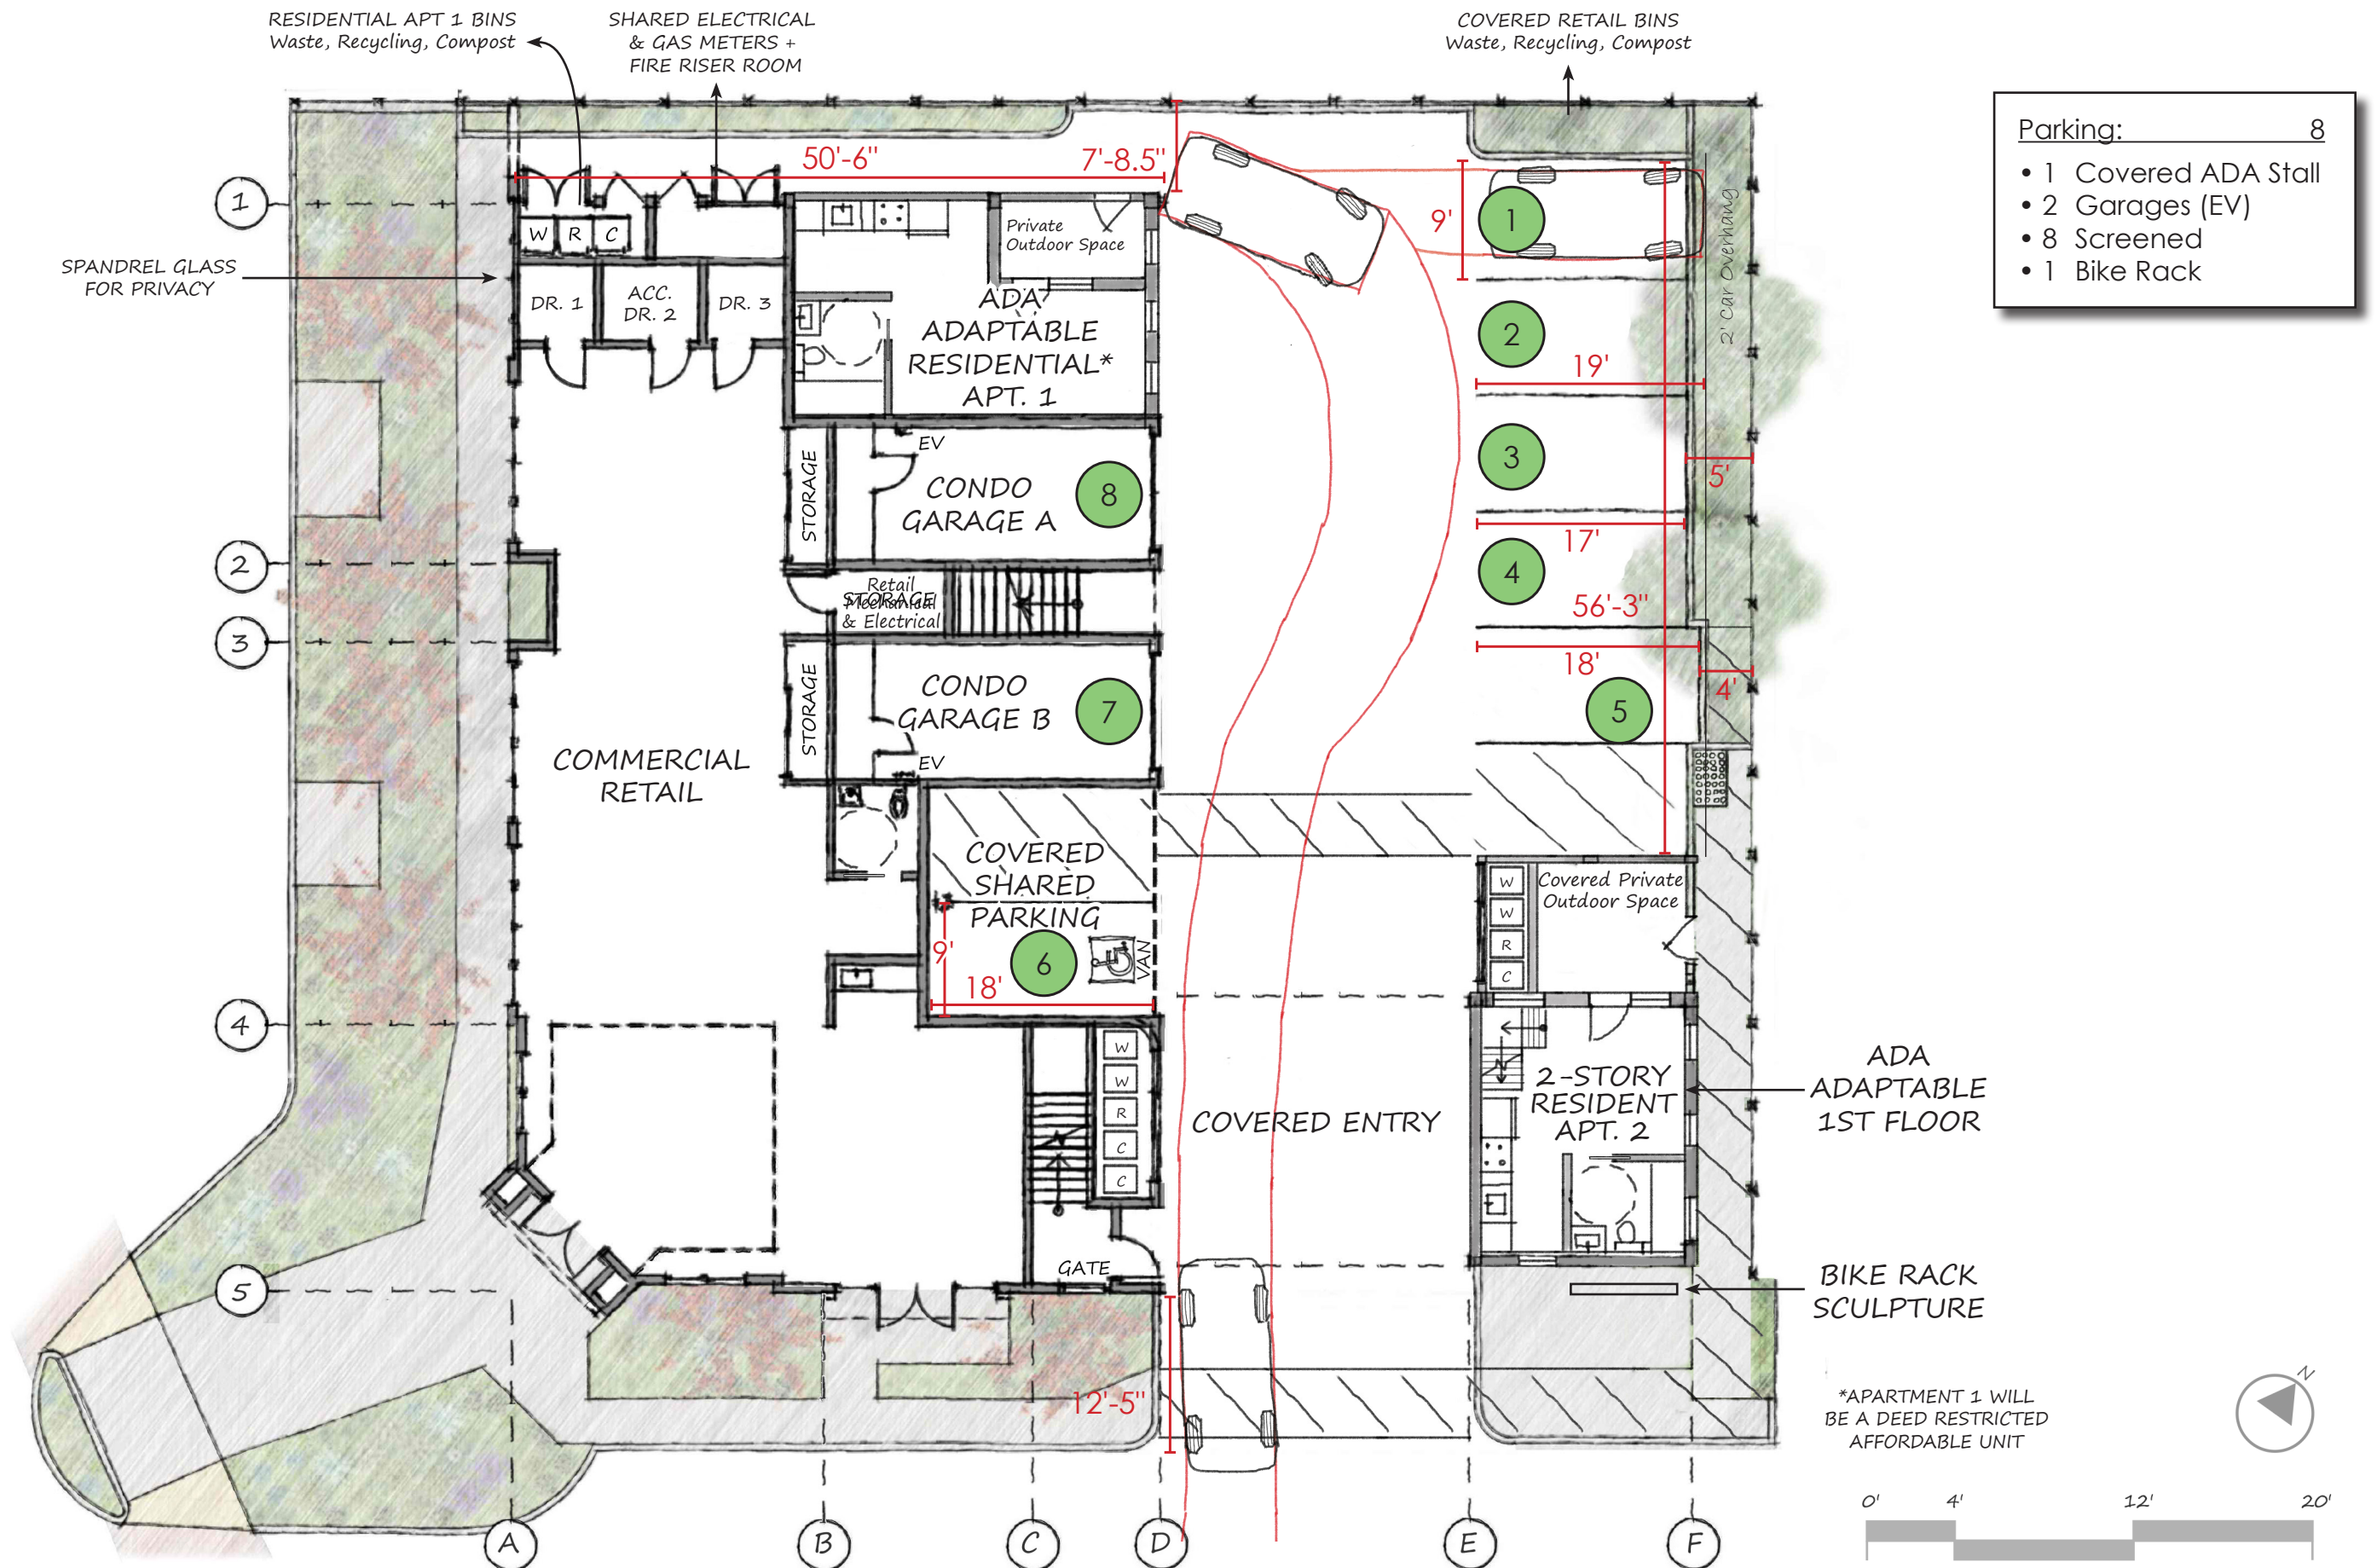 RESIDENTIAL APT 1 BINS
Waste, Recycling, Compost
SHARED ELECTRICAL
& GAS METERS +
FIRE RISER ROOM
COVERED RETAIL BINS
Waste, Recycling, Compost
Parking: 8
• 1 Covered ADA Stall
• 2 Garages (EV)
• 8 Screened
• 1 Bike Rack
50'-6"
7'-8.5"
1
W
R
C
Private
Outdoor Space
9'
1
2' Car Overhang
SPANDREL GLASS
FOR PRIVACY
DR. 1
ACC.
DR. 2
DR. 3
ADA
ADAPTABLE
RESIDENTIAL*
APT. 1
2
19'
EV
STORAGE
CONDO
GARAGE A
8
3
5'
17'
2
Retail
Mechanical
& Electrical
STORAGE
4
56'-3"
3
18'
4'
STORAGE
CONDO
GARAGE B
7
5
EV
COMMERCIAL
RETAIL
COVERED
SHARED
PARKING
9'
6
VAN
18'
W
W
R
C
Covered Private
Outdoor Space
4
W
W
R
C
C
COVERED ENTRY
2-STORY
RESIDENT
APT. 2
ADA
ADAPTABLE
1ST FLOOR
GATE
5
BIKE RACK
SCULPTURE
12'-5"
*APARTMENT 1 WILL
BE A DEED RESTRICTED
AFFORDABLE UNIT
N
0' 4' 12' 20'
A
B
C
D
E
F